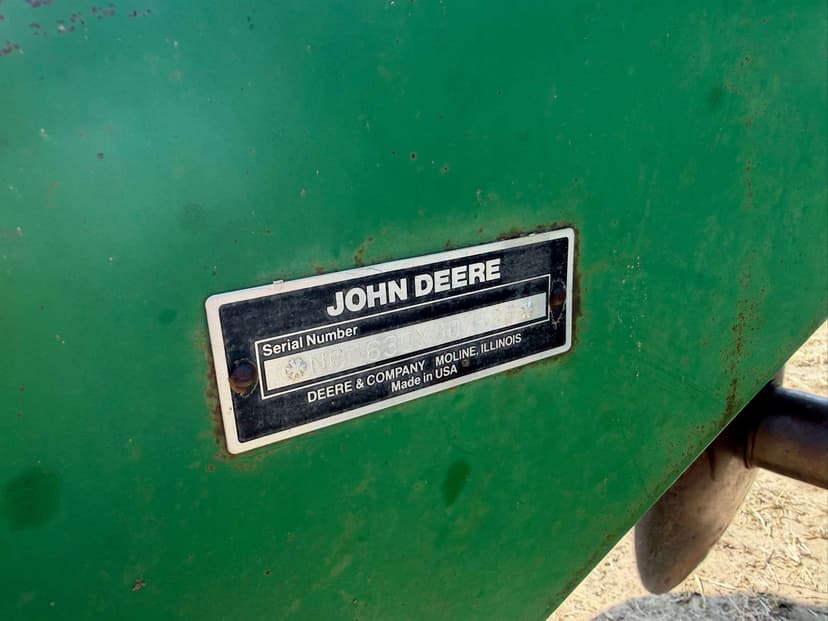 JOHN DEERE
Serial Number
DEERE & COMPANY MOLINE, ILLINOIS
Made in USA